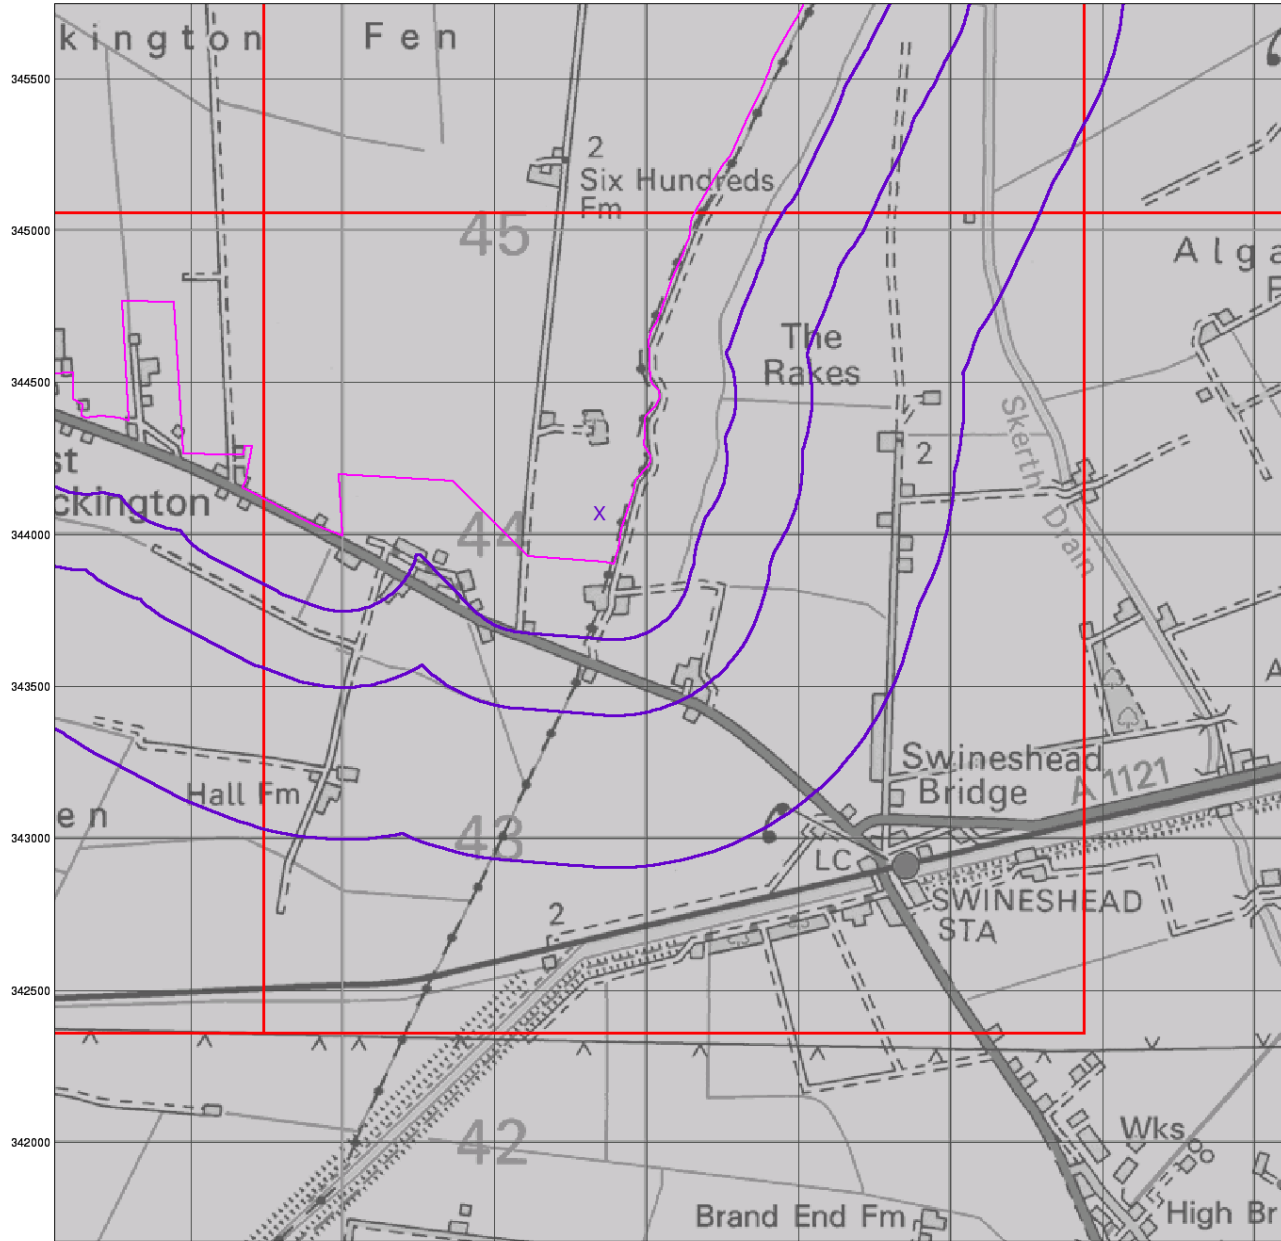 kington Fen
345500
2
Six Hundreds
Fm
45
345000
Alga
The
Rakes
344500
Skerth Drain
st
ckington
2
X
44
344000
343500
Swineshead
Bridge
A 1121
A
Hall Fm
en
43
343000
LC
SWINESHEAD
STA
2
342500
42
342000
Wks
Brand End Fm
High Br